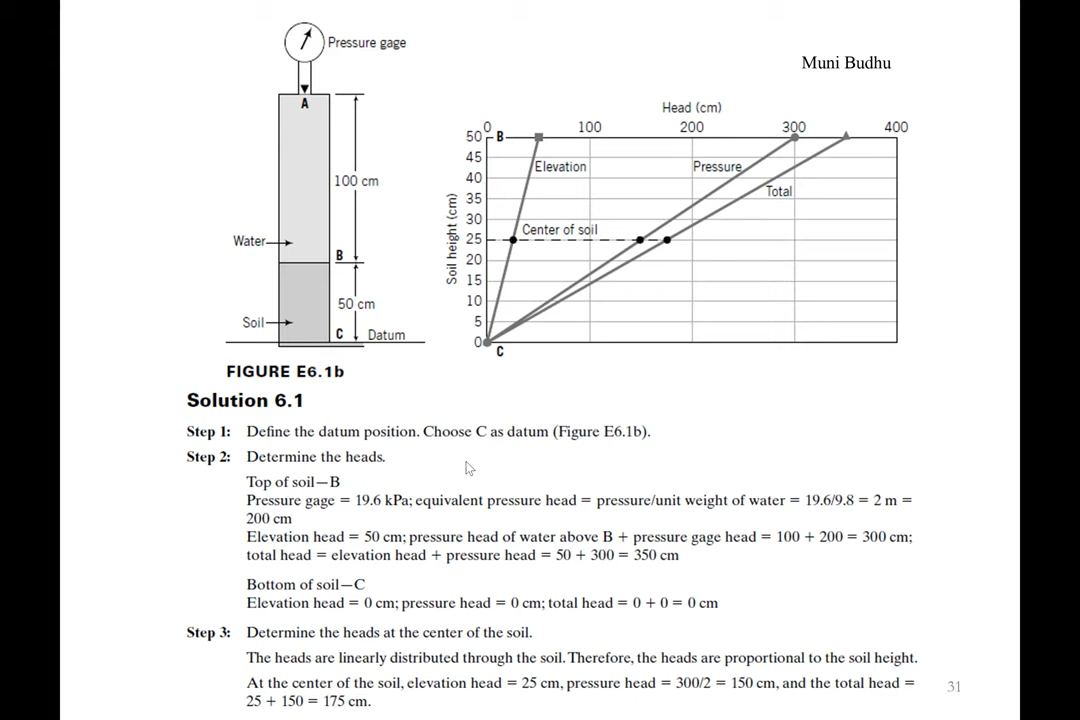 Pressure gage
Muni Budhu
A
100 cm
Water
B
50 cm
Soil
C
Datum
FIGURE E6.1b
Head (cm)
0 100 200 300 400
50
45
40
35
30
25
20
15
10
5
0
Soil height (cm)
B
Elevation
Pressure
Total
Center of soil
C
Solution 6.1
Step 1: Define the datum position. Choose C as datum (Figure E6.1b).
Step 2: Determine the heads.
Top of soil—B
Pressure gage = 19.6 kPa; equivalent pressure head = pressure/unit weight of water = 19.6/9.8 = 2 m =
200 cm
Elevation head = 50 cm; pressure head of water above B + pressure gage head = 100 + 200 = 300 cm;
total head = elevation head + pressure head = 50 + 300 = 350 cm
Bottom of soil—C
Elevation head = 0 cm; pressure head = 0 cm; total head = 0 + 0 = 0 cm
Step 3: Determine the heads at the center of the soil.
The heads are linearly distributed through the soil. Therefore, the heads are proportional to the soil height.
At the center of the soil, elevation head = 25 cm, pressure head = 300/2 = 150 cm, and the total head =
25 + 150 = 175 cm.
31